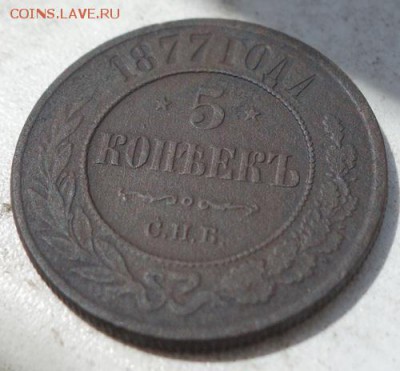 COINS.LAVE.RU
1877 ГОДА
5
КОПѢЕКЪ
С.П.Б.